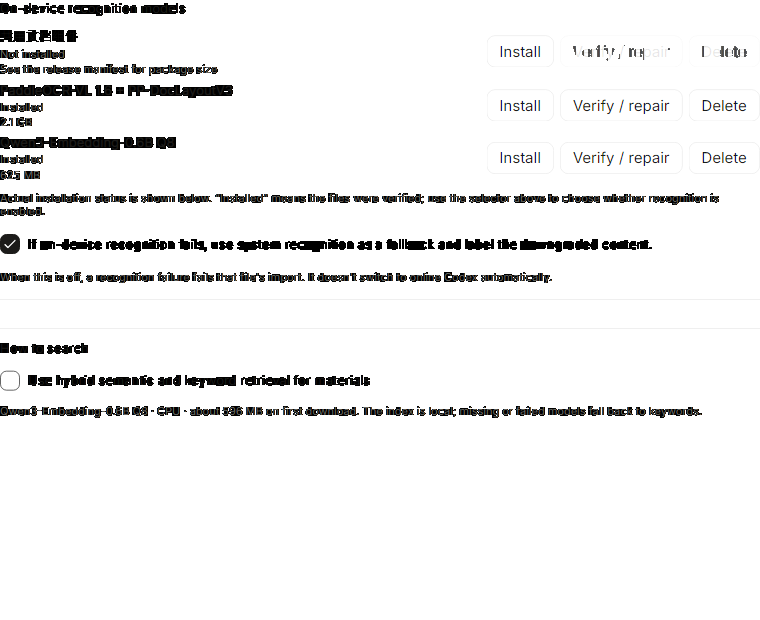 On-device recognition models
Not installed
See the release manifest for package size
Install Verify / repair Delete
PaddleOCR-VL 1.6 + PP-DocLayoutV3
Installed
2.1 GB
Install Verify / repair Delete
Qwen3-Embedding-0.6B Q8
Installed
Install Verify / repair Delete
Actual installation status is shown below. "Installed" means the files were verified; use the selector above to choose whether recognition is
enabled.
If on-device recognition fails, use system recognition as a fallback and label the downgraded content.
When this is off, a recognition failure fails that file's import. It doesn't switch to online Codex automatically.
How to search
Use hybrid semantic and keyword retrieval for materials
Qwen3-Embedding-0.6B Q8 · CPU · about MB on first download. The index is local; missing or failed models fall back to keywords.